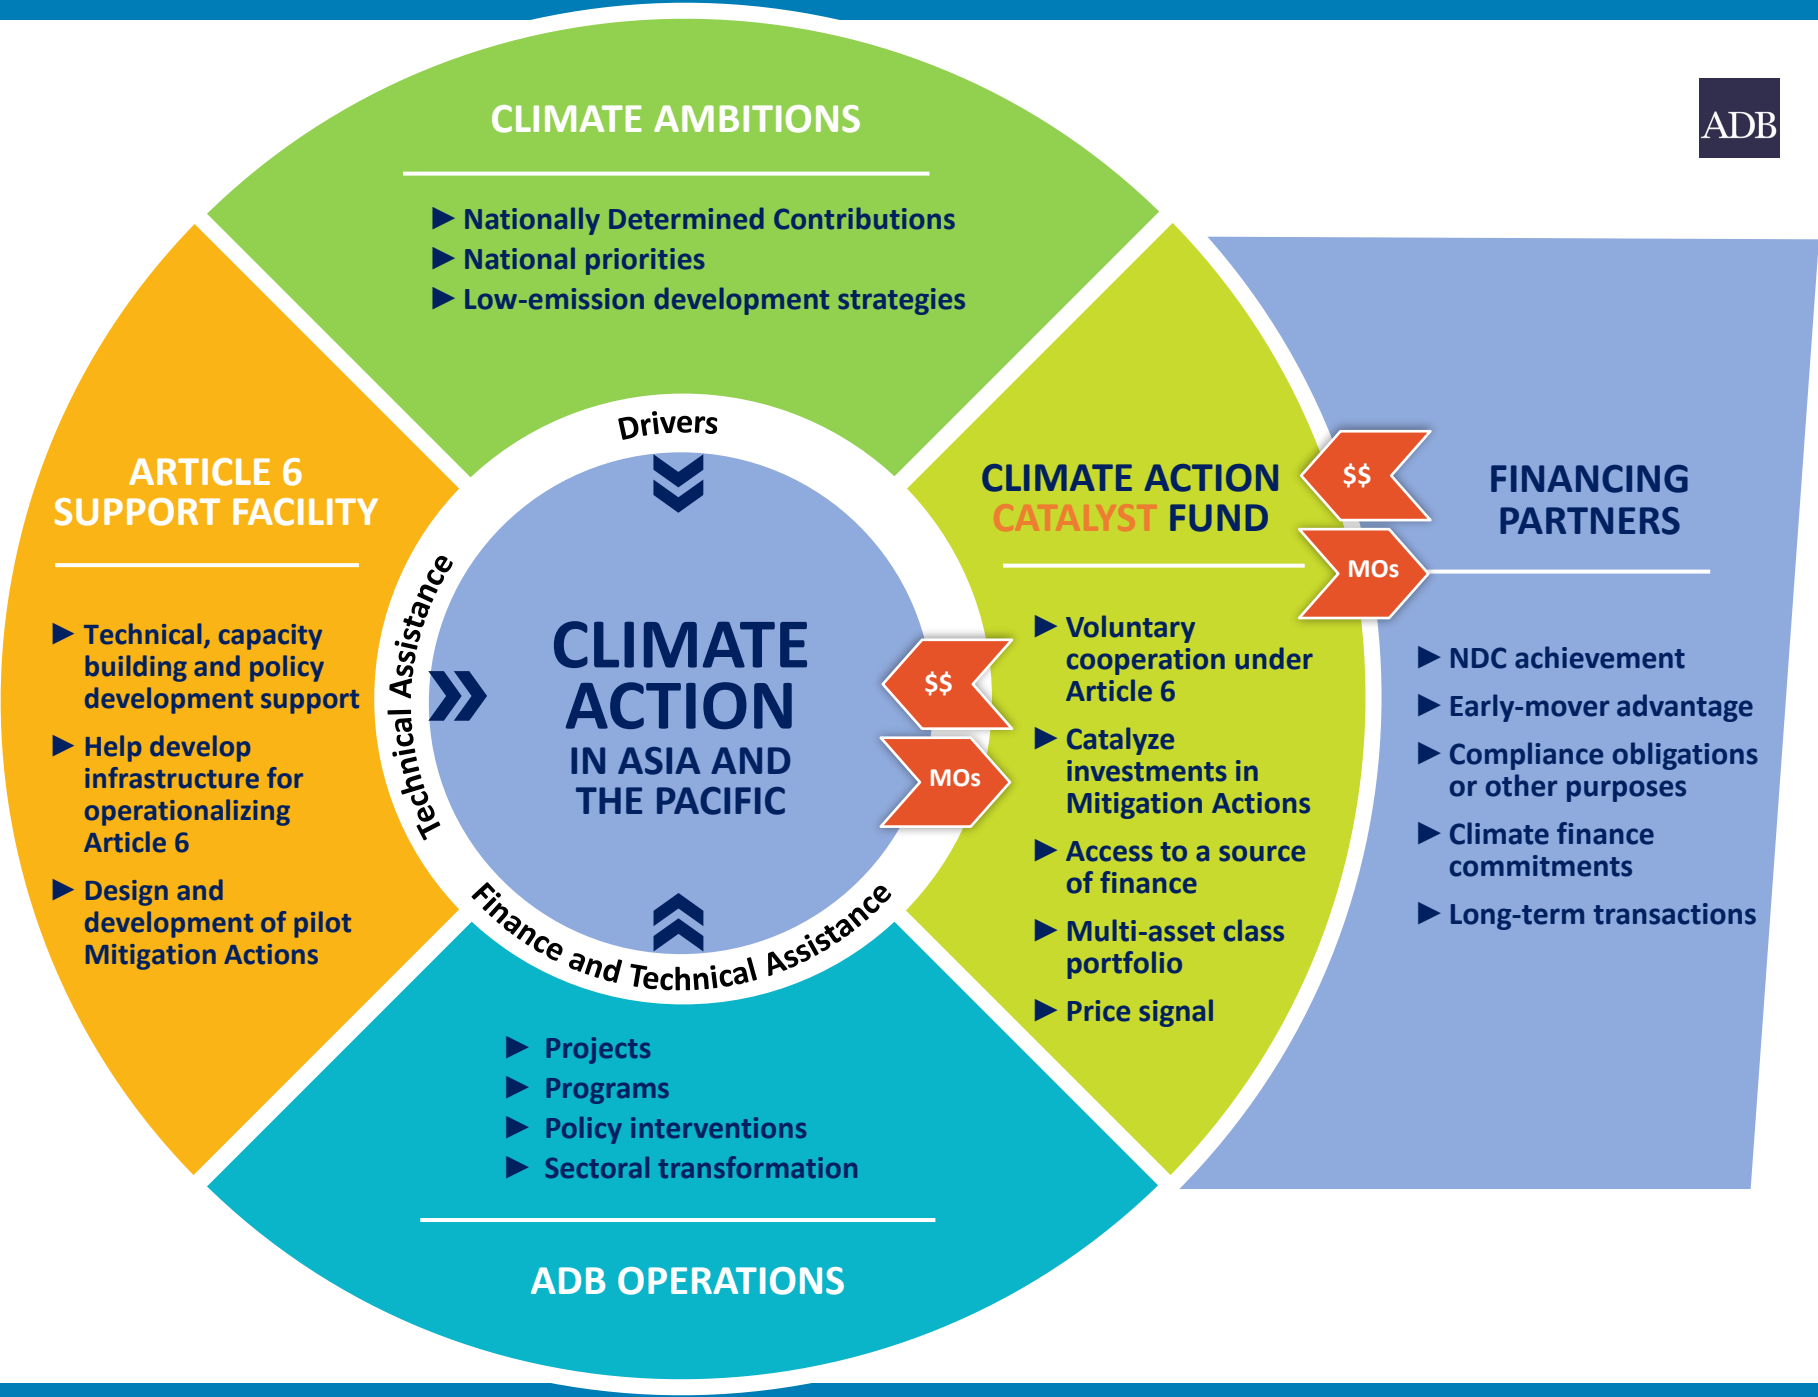 ADB
CLIMATE AMBITIONS
► Nationally Determined Contributions
► National priorities
► Low-emission development strategies
Drivers
ARTICLE 6
SUPPORT FACILITY
► Technical, capacity
building and policy
development support
► Help develop
infrastructure for
operationalizing
Article 6
► Design and
development of pilot
Mitigation Actions
Technical Assistance
CLIMATE
ACTION
IN ASIA AND
THE PACIFIC
$$
MOs
Finance and Technical Assistance
CLIMATE ACTION
CATALYST FUND
► Voluntary
cooperation under
Article 6
► Catalyze
investments in
Mitigation Actions
► Access to a source
of finance
► Multi-asset class
portfolio
► Price signal
$$
MOs
FINANCING
PARTNERS
► NDC achievement
► Early-mover advantage
► Compliance obligations
or other purposes
► Climate finance
commitments
► Long-term transactions
► Projects
► Programs
► Policy interventions
► Sectoral transformation
ADB OPERATIONS